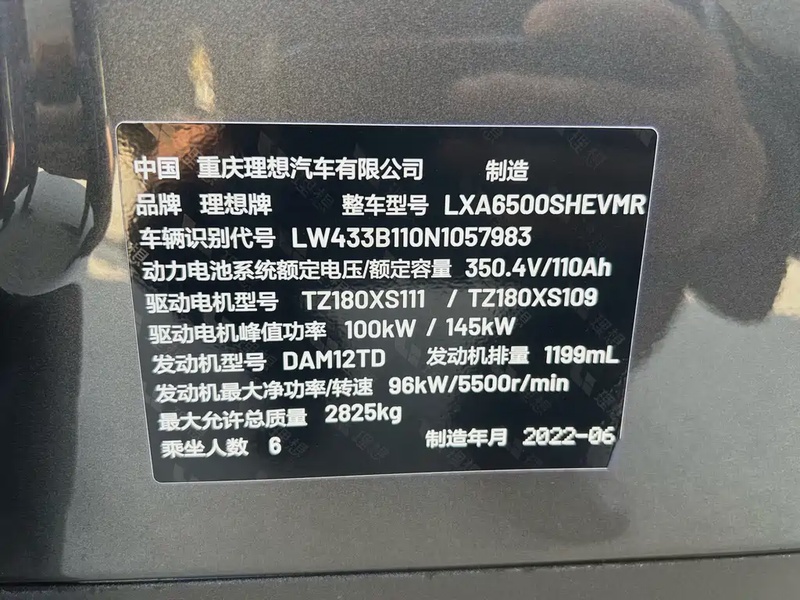 中国 重庆理想汽车有限公司 制造
品牌 理想牌 整车型号 LXA6500SHEVMR
车辆识别代号 LW433B110N1057983
动力电池系统额定电压/额定容量 350.4V/110Ah
驱动电机型号 TZ180XS111 / TZ180XS109
驱动电机峰值功率 100kW / 145kW
发动机型号 DAM12TD 发动机排量 1199mL
发动机最大净功率/转速 96kW/5500r/min
最大允许总质量 2825kg
乘坐人数 6 制造年月 2022-06